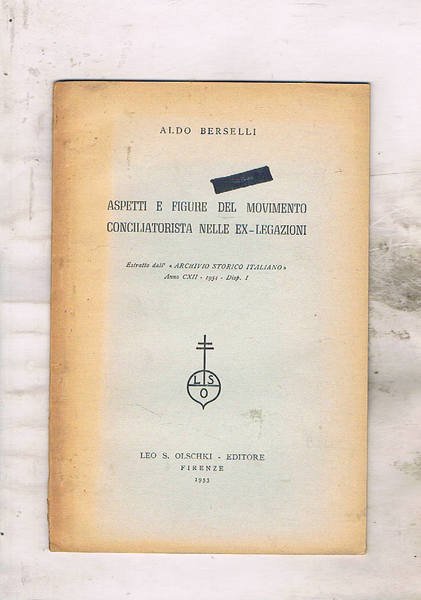 ALDO BERSELLI
ASPETTI E FIGURE DEL MOVIMENTO
CONCILIATORISTA NELLE EX-LEGAZIONI
Estratto dall' « ARCHIVIO STORICO ITALIANO »
Anno CXII - 1954 - Disp. I
L S
O
LEO S. OLSCHKI - EDITORE
FIRENZE
1953